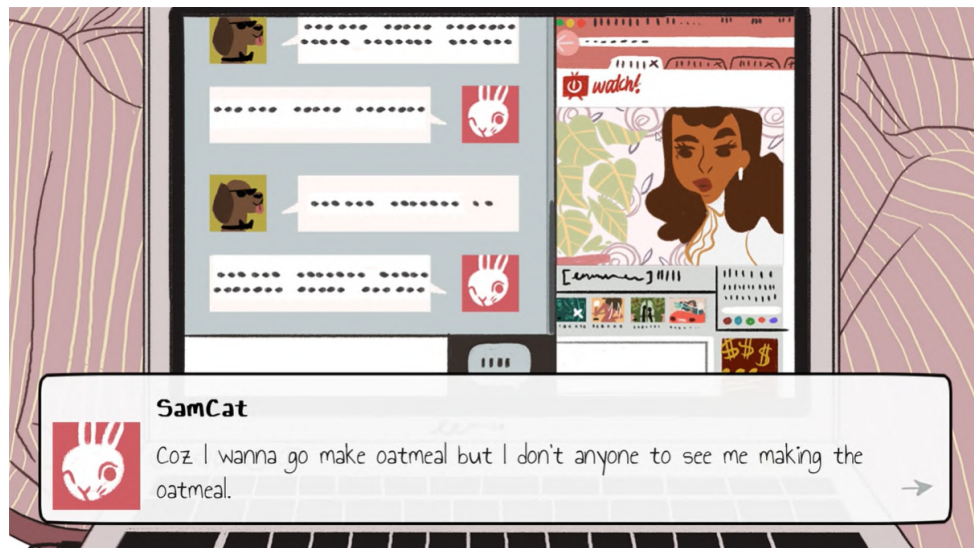 watch!
$$$
SamCat
Coz I wanna go make oatmeal but I don't anyone to see me making the
oatmeal.